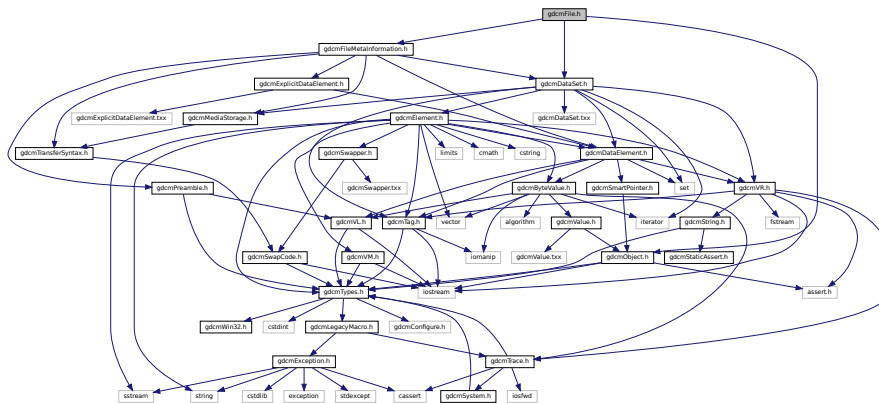 gdcmFile.h
gdcmFileMetaInformation.h
gdcmExplicitDataElement.h
gdcmDataSet.h
gdcmExplicitDataElement.txx
gdcmMediaStorage.h
gdcmElement.h
gdcmDataSet.txx
gdcmTransferSyntax.h
gdcmSwapper.h
limits
cmath
cstring
gdcmDataElement.h
gdcmPreamble.h
gdcmSwapper.txx
gdcmByteValue.h
gdcmSmartPointer.h
set
gdcmVR.h
gdcmVL.h
gdcmTag.h
vector
algorithm
gdcmValue.h
iterator
gdcmString.h
fstream
gdcmSwapCode.h
gdcmVM.h
iomanip
gdcmValue.txx
gdcmObject.h
gdcmStaticAssert.h
gdcmTypes.h
iostream
assert.h
gdcmWin32.h
cstdint
gdcmLegacyMacro.h
gdcmConfigure.h
gdcmException.h
gdcmTrace.h
sstream
string
cstdlib
exception
stdexcept
cassert
gdcmSystem.h
iosfwd